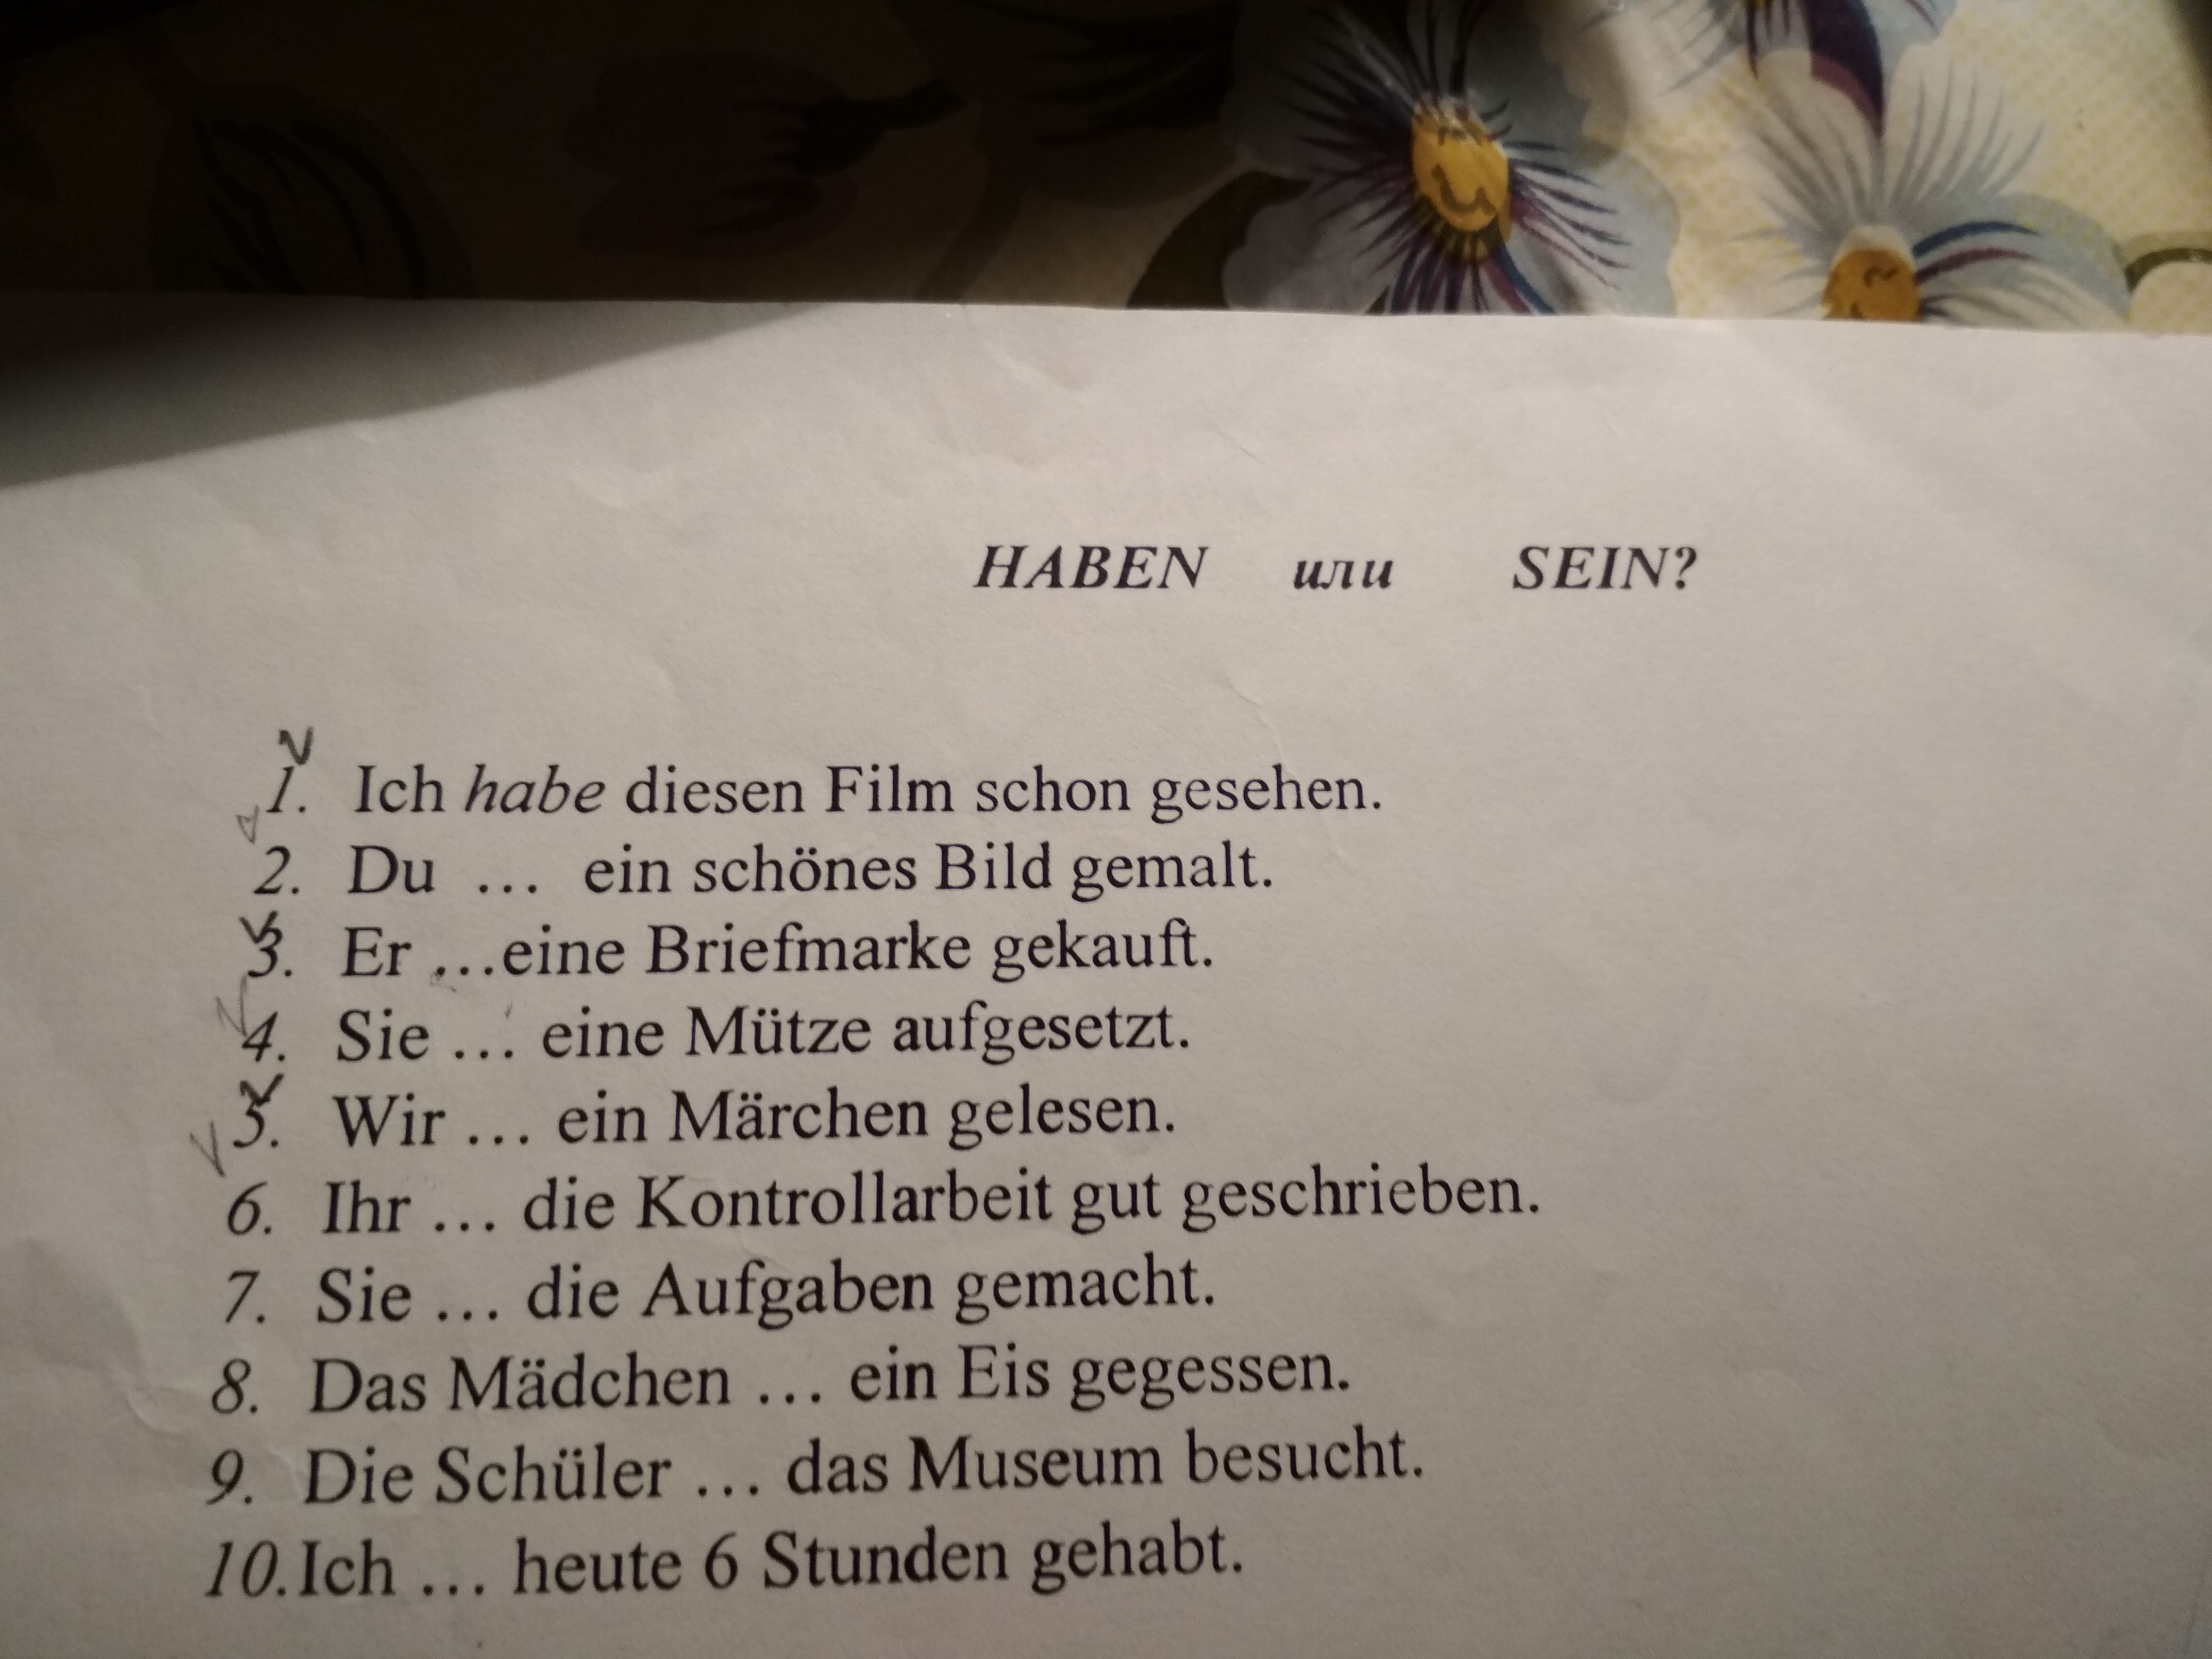 HABEN или SEIN?
1. Ich habe diesen Film schon gesehen.
2. Du … ein schönes Bild gemalt.
3. Er …eine Briefmarke gekauft.
4. Sie … eine Mütze aufgesetzt.
5. Wir … ein Märchen gelesen.
6. Ihr … die Kontrollarbeit gut geschrieben.
7. Sie … die Aufgaben gemacht.
8. Das Mädchen … ein Eis gegessen.
9. Die Schüler … das Museum besucht.
10. Ich … heute 6 Stunden gehabt.